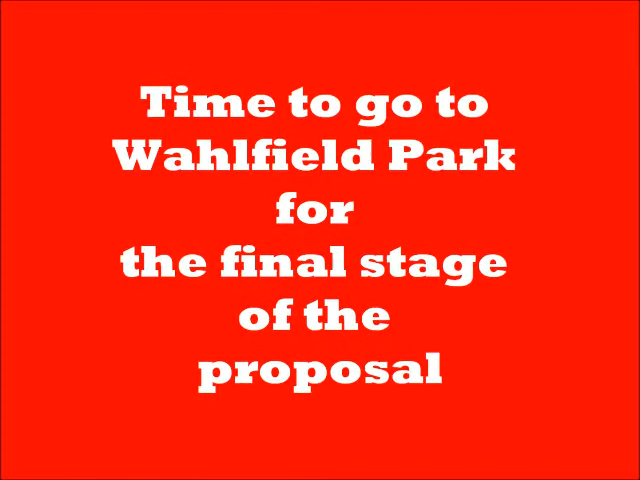 Time to go to
Wahlfield Park
for
the final stage
of the
proposal